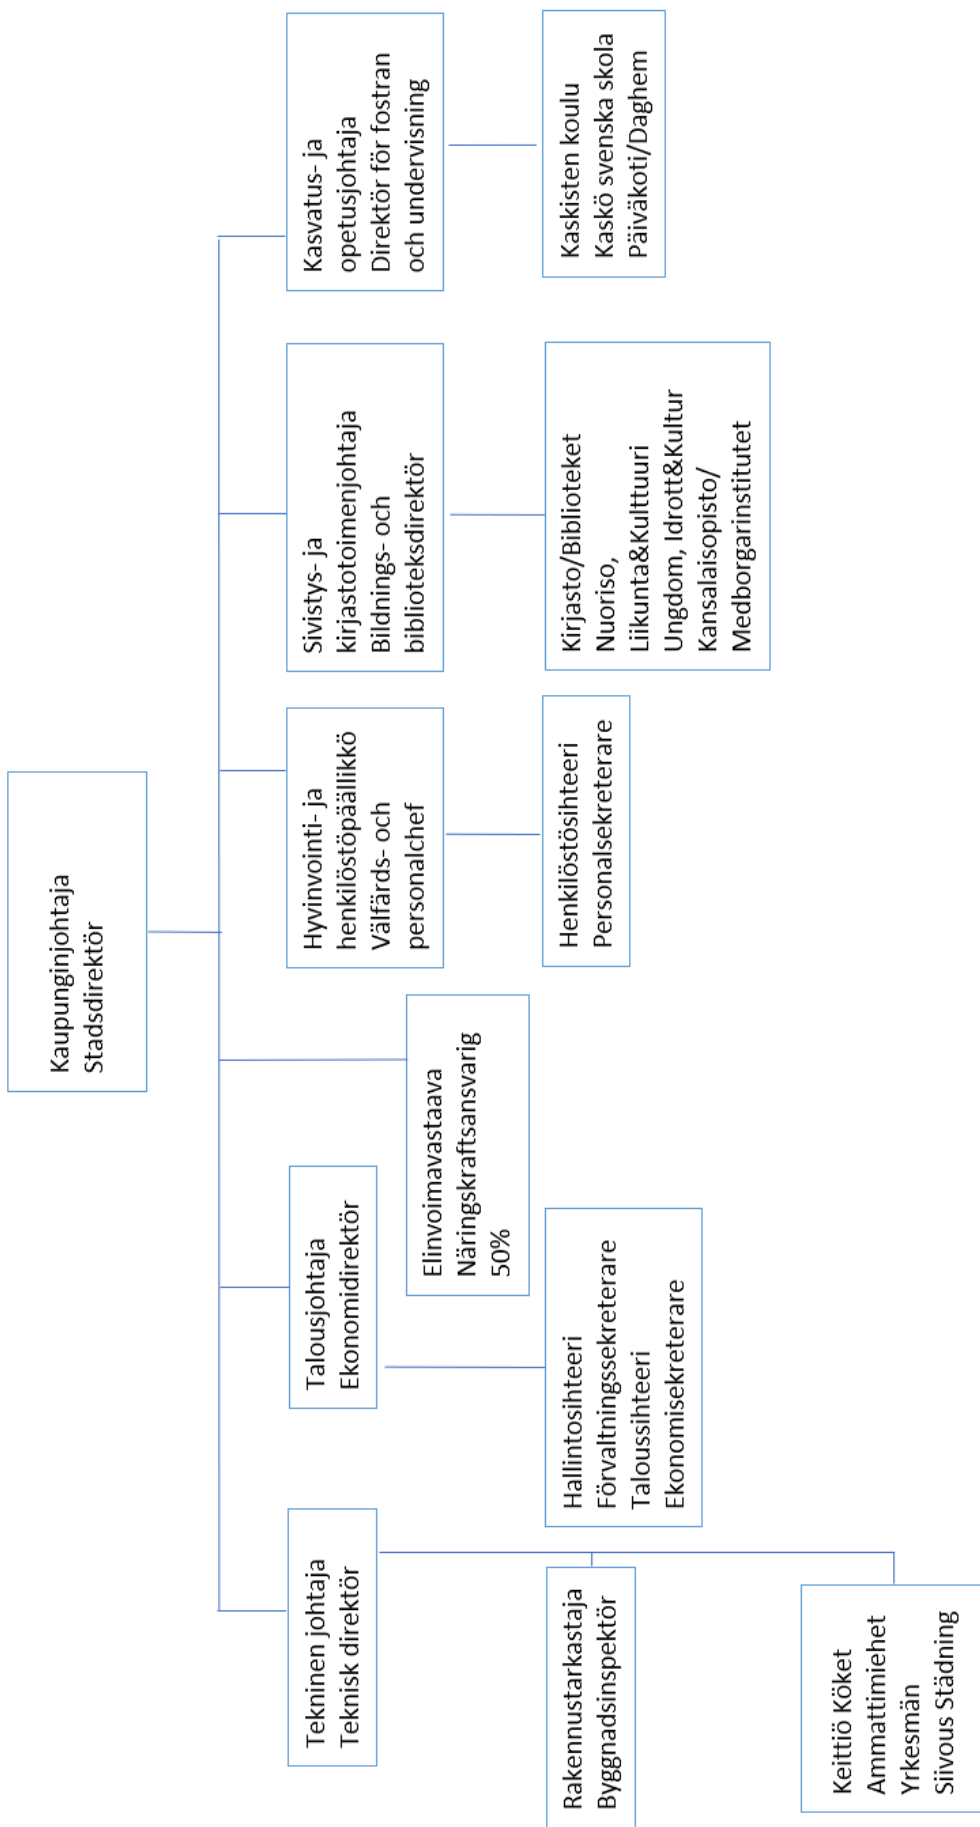 Kaupunginjohtaja
Stadsdirektör
Tekninen johtaja
Teknisk direktör
Talousjohtaja
Ekonomidirektör
Elinvoimavastaava
Näringskraftsansvarig
50%
Hyvinvointi- ja
henkilöstöpäällikkö
Välfärds- och
personalchef
Sivistys- ja
kirjastotoimenjohtaja
Bildnings- och
biblioteksdirektör
Kasvatus- ja
opetusjohtaja
Direktör för fostran
och undervisning
Rakennustarkastaja
Byggnadsinspektör
Hallintosihteeri
Förvaltningssekreterare
Taloussihteeri
Ekonomisekreterare
Henkilöstösihteeri
Personalsekreterare
Kirjasto/Biblioteket
Nuoriso,
Liikunta&Kulttuuri
Ungdom, Idrott&Kultur
Kansalaisopisto/
Medborgarinstitutet
Kaskisten koulu
Kaskö svenska skola
Päiväkoti/Daghem
Keittiö Köket
Ammattimiehet
Yrkesmän
Siivous Städning